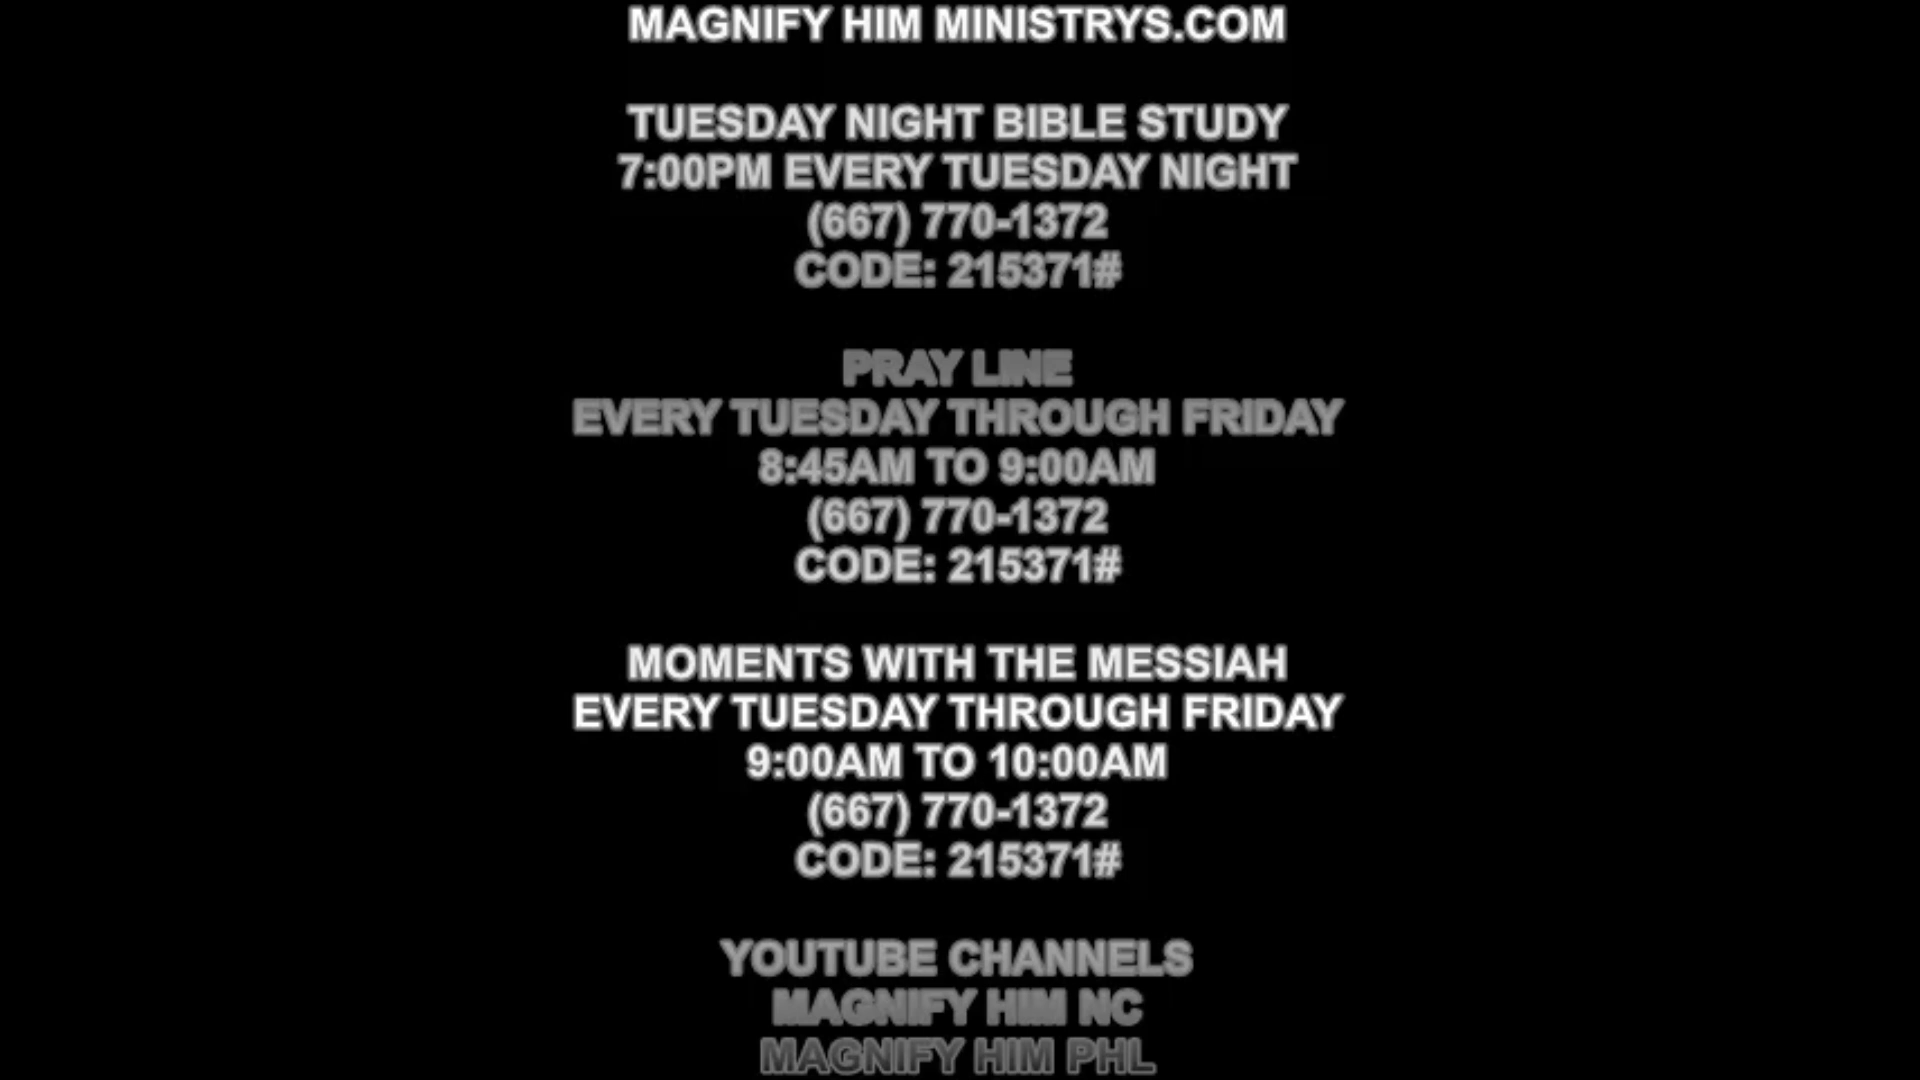 MAGNIFY HIM MINISTRYS.COM
TUESDAY NIGHT BIBLE STUDY
7:00PM EVERY TUESDAY NIGHT
(667) 770-1372
CODE: 215371#
PRAY LINE
EVERY TUESDAY THROUGH FRIDAY
8:45AM TO 9:00AM
(667) 770-1372
CODE: 215371#
MOMENTS WITH THE MESSIAH
EVERY TUESDAY THROUGH FRIDAY
9:00AM TO 10:00AM
(667) 770-1372
CODE: 215371#
YOUTUBE CHANNELS
MAGNIFY HIM NC
MAGNIFY HIM PHL